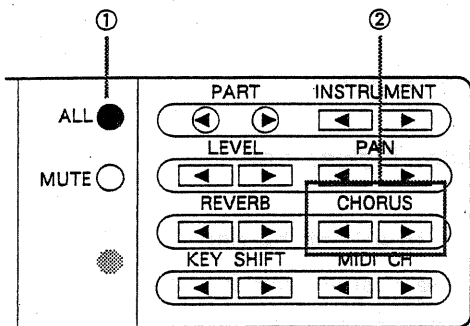 ① ②
PART INSTRUMENT
ALL
LEVEL PAN
MUTE
REVERB CHORUS
KEY SHIFT MIDI CH